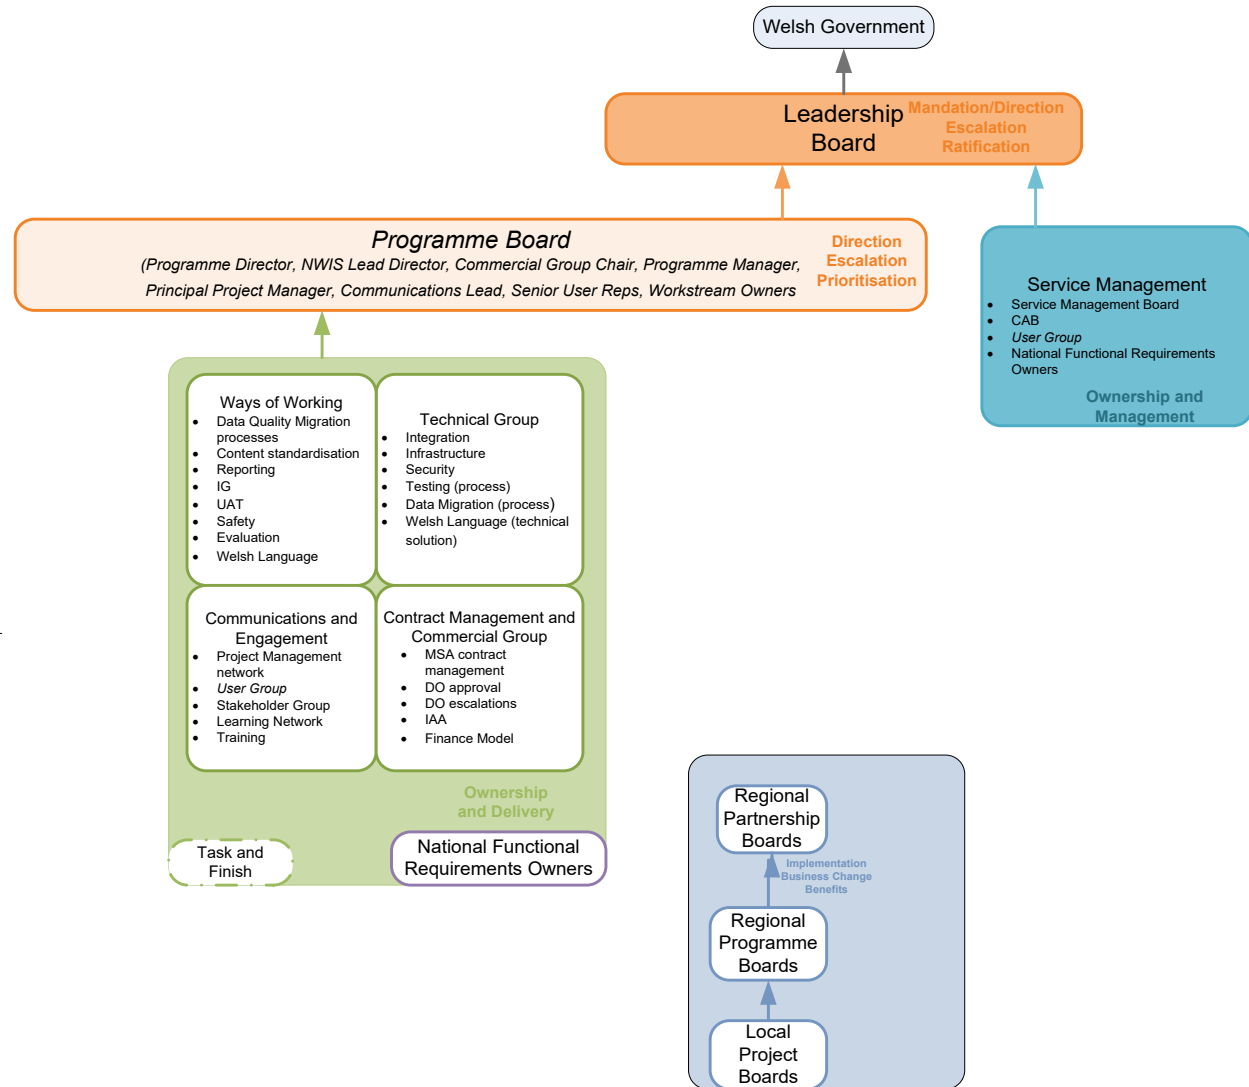 Welsh Government
Leadership
Board
Mandation/Direction
Escalation
Ratification
Programme Board
(Programme Director, NWIS Lead Director, Commercial Group Chair, Programme Manager,
Principal Project Manager, Communications Lead, Senior User Reps, Workstream Owners
Direction
Escalation
Prioritisation
Service Management
• Service Management Board
• CAB
• User Group
• National Functional Requirements
Owners
Ownership and
Management
Ways of Working
• Data Quality Migration
processes
• Content standardisation
• Reporting
• IG
• UAT
• Safety
• Evaluation
• Welsh Language
Technical Group
• Integration
• Infrastructure
• Security
• Testing (process)
• Data Migration (process)
• Welsh Language (technical
solution)
Communications and
Engagement
• Project Management
network
• User Group
• Stakeholder Group
• Learning Network
• Training
Contract Management and
Commercial Group
• MSA contract
management
• DO approval
• DO escalations
• IAA
• Finance Model
Ownership
and Delivery
Task and
Finish
National Functional
Requirements Owners
Regional
Partnership
Boards
Implementation
Business Change
Benefits
Regional
Programme
Boards
Local
Project
Boards